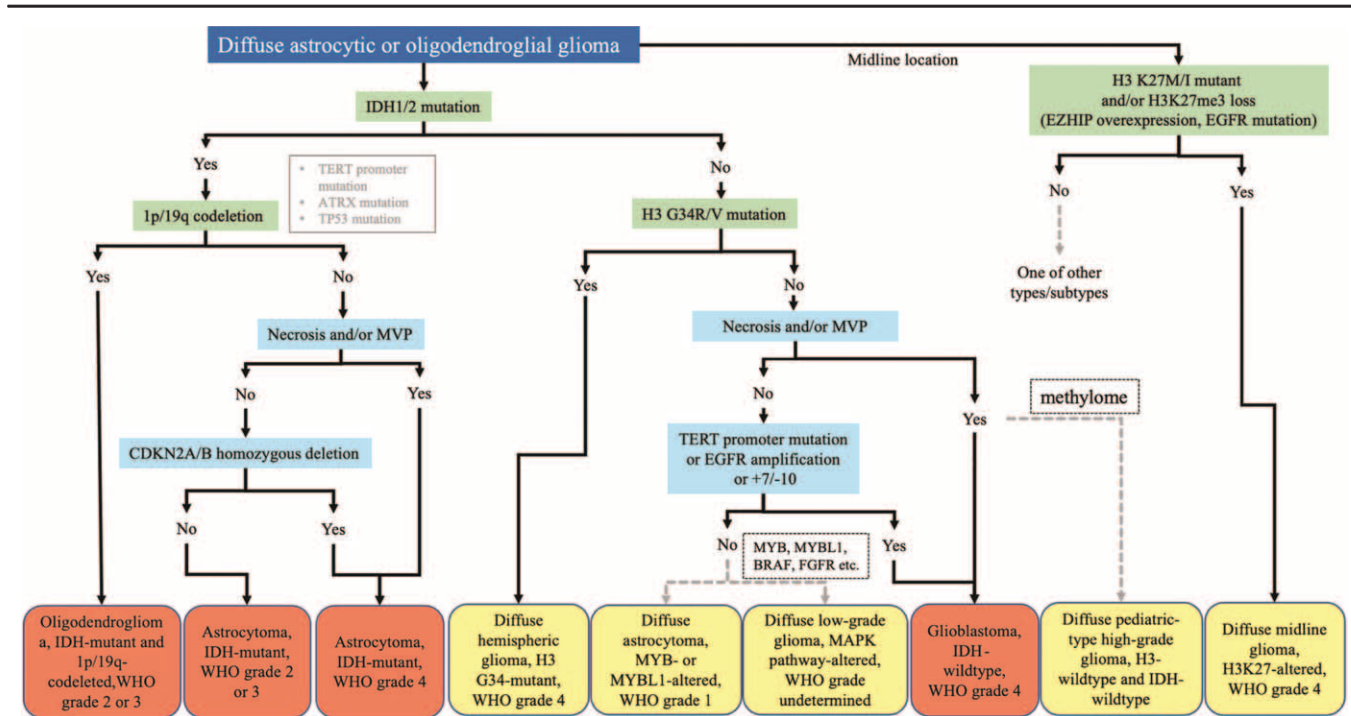 Diffuse astrocytic or oligodendroglial glioma
Midline location
H3 K27M/I mutant
and/or H3K27me3 loss
(EZHIP overexpression, EGFR mutation)
IDH1/2 mutation
Yes
No
No
Yes
• TERT promoter
mutation
• ATRX mutation
• TP53 mutation
1p/19q codeletion
H3 G34R/V mutation
One of other
types/subtypes
Yes
No
Yes
No
Necrosis and/or MVP
Necrosis and/or MVP
No
Yes
No
Yes
methylome
CDKN2A/B homozygous deletion
TERT promoter mutation
or EGFR amplification
or +7/-10
No
Yes
No
Yes
MYB, MYBL1,
BRAF, FGFR etc.
Oligodendrogliom
a, IDH-mutant and
1p/19q-
codeleted,WHO
grade 2 or 3
Astrocytoma,
IDH-mutant,
WHO grade 2
or 3
Astrocytoma,
IDH-mutant,
WHO grade 4
Diffuse
hemispheric
glioma, H3
G34-mutant,
WHO grade 4
Diffuse
astrocytoma,
MYB- or
MYBL1-altered,
WHO grade 1
Diffuse low-grade
glioma, MAPK
pathway-altered,
WHO grade
undetermined
Glioblastoma,
IDH-
wildtype,
WHO grade 4
Diffuse pediatric-
type high-grade
glioma, H3-
wildtype and IDH-
wildtype
Diffuse midline
glioma,
H3K27-altered,
WHO grade 4